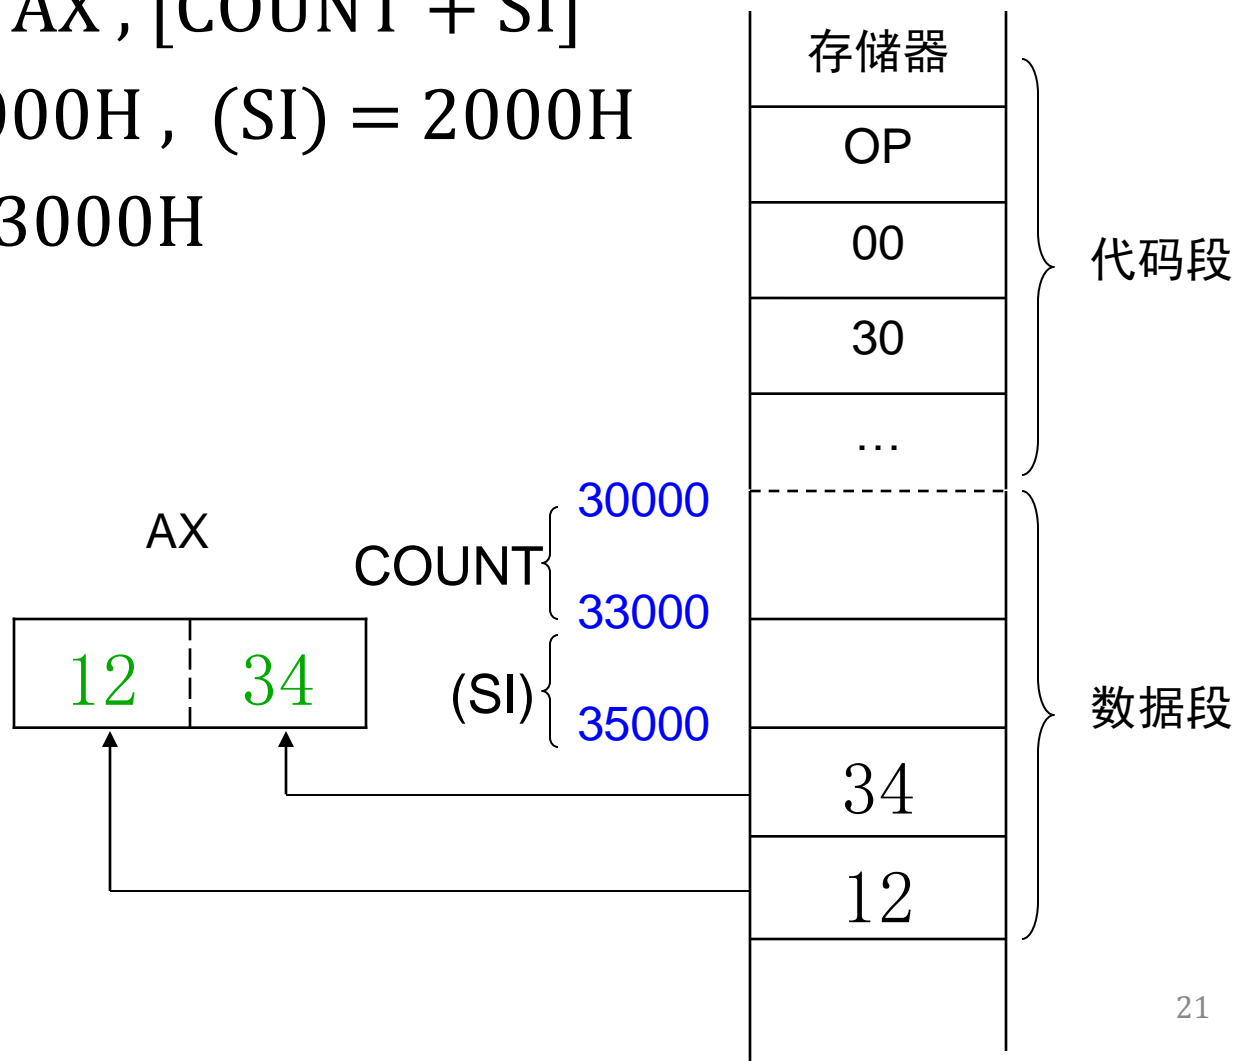 AX , [COUNT + SI]
000H , (SI) = 2000H
3000H
存储器
OP
00
30
…
代码段
30000
AX
COUNT
33000
12 34
(SI)
35000
数据段
34
12
21